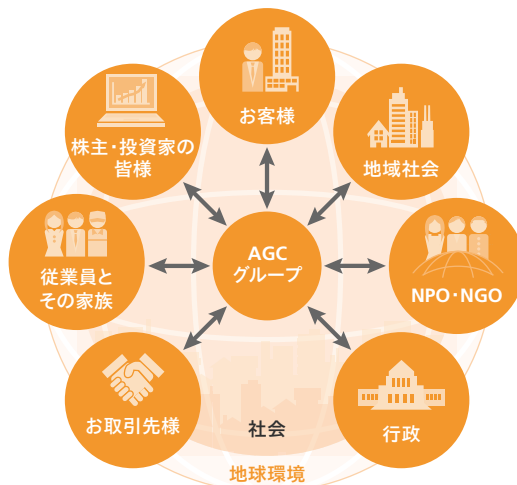 お客様
株主・投資家の
皆様
地域社会
AGC
グループ
従業員と
その家族
NPO・NGO
お取引先様
行政
社会
地球環境